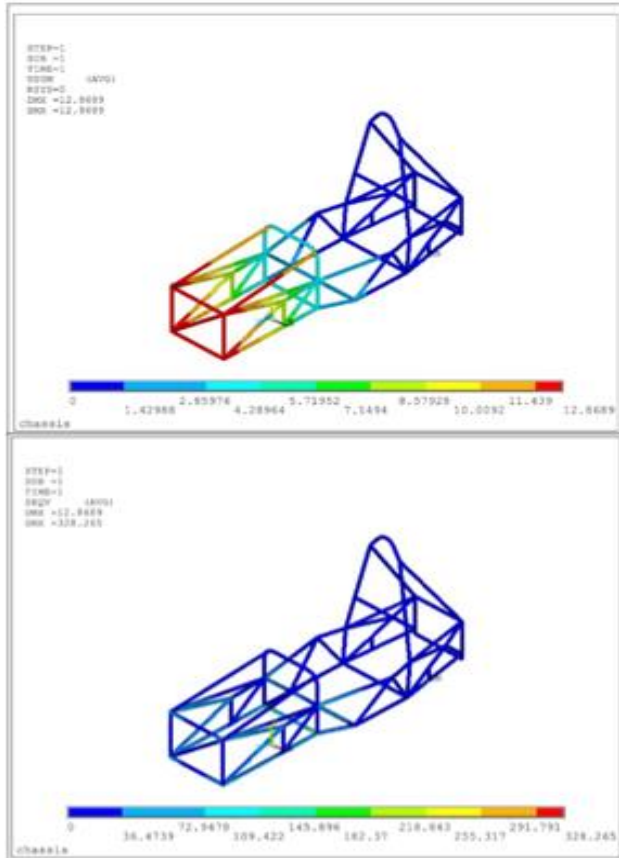 STEP=1
SUB =1
TIME=1
USUM (AVG)
RSYS=0
DMX =12.8689
SMX =12.8689
0 2.85976 5.71952 8.57928 11.439
1.42988 4.28964 7.1494 10.0092 12.8689
chassis
STEP=1
SUB =1
TIME=1
SEQV (AVG)
DMX =12.8689
SMX =328.265
0 72.9479 145.896 218.843 291.791
36.4739 109.422 182.37 255.317 328.265
chassis